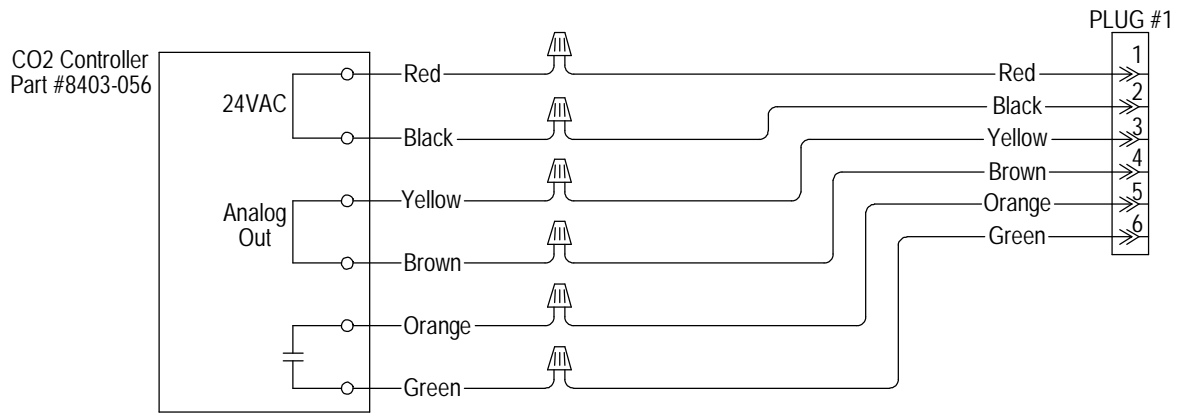 PLUG #1
CO2 Controller
Part #8403-056
24VAC
Analog
Out
Red
Black
Yellow
Brown
Orange
Green
Red
Black
Yellow
Brown
Orange
Green
1
2
3
4
5
6